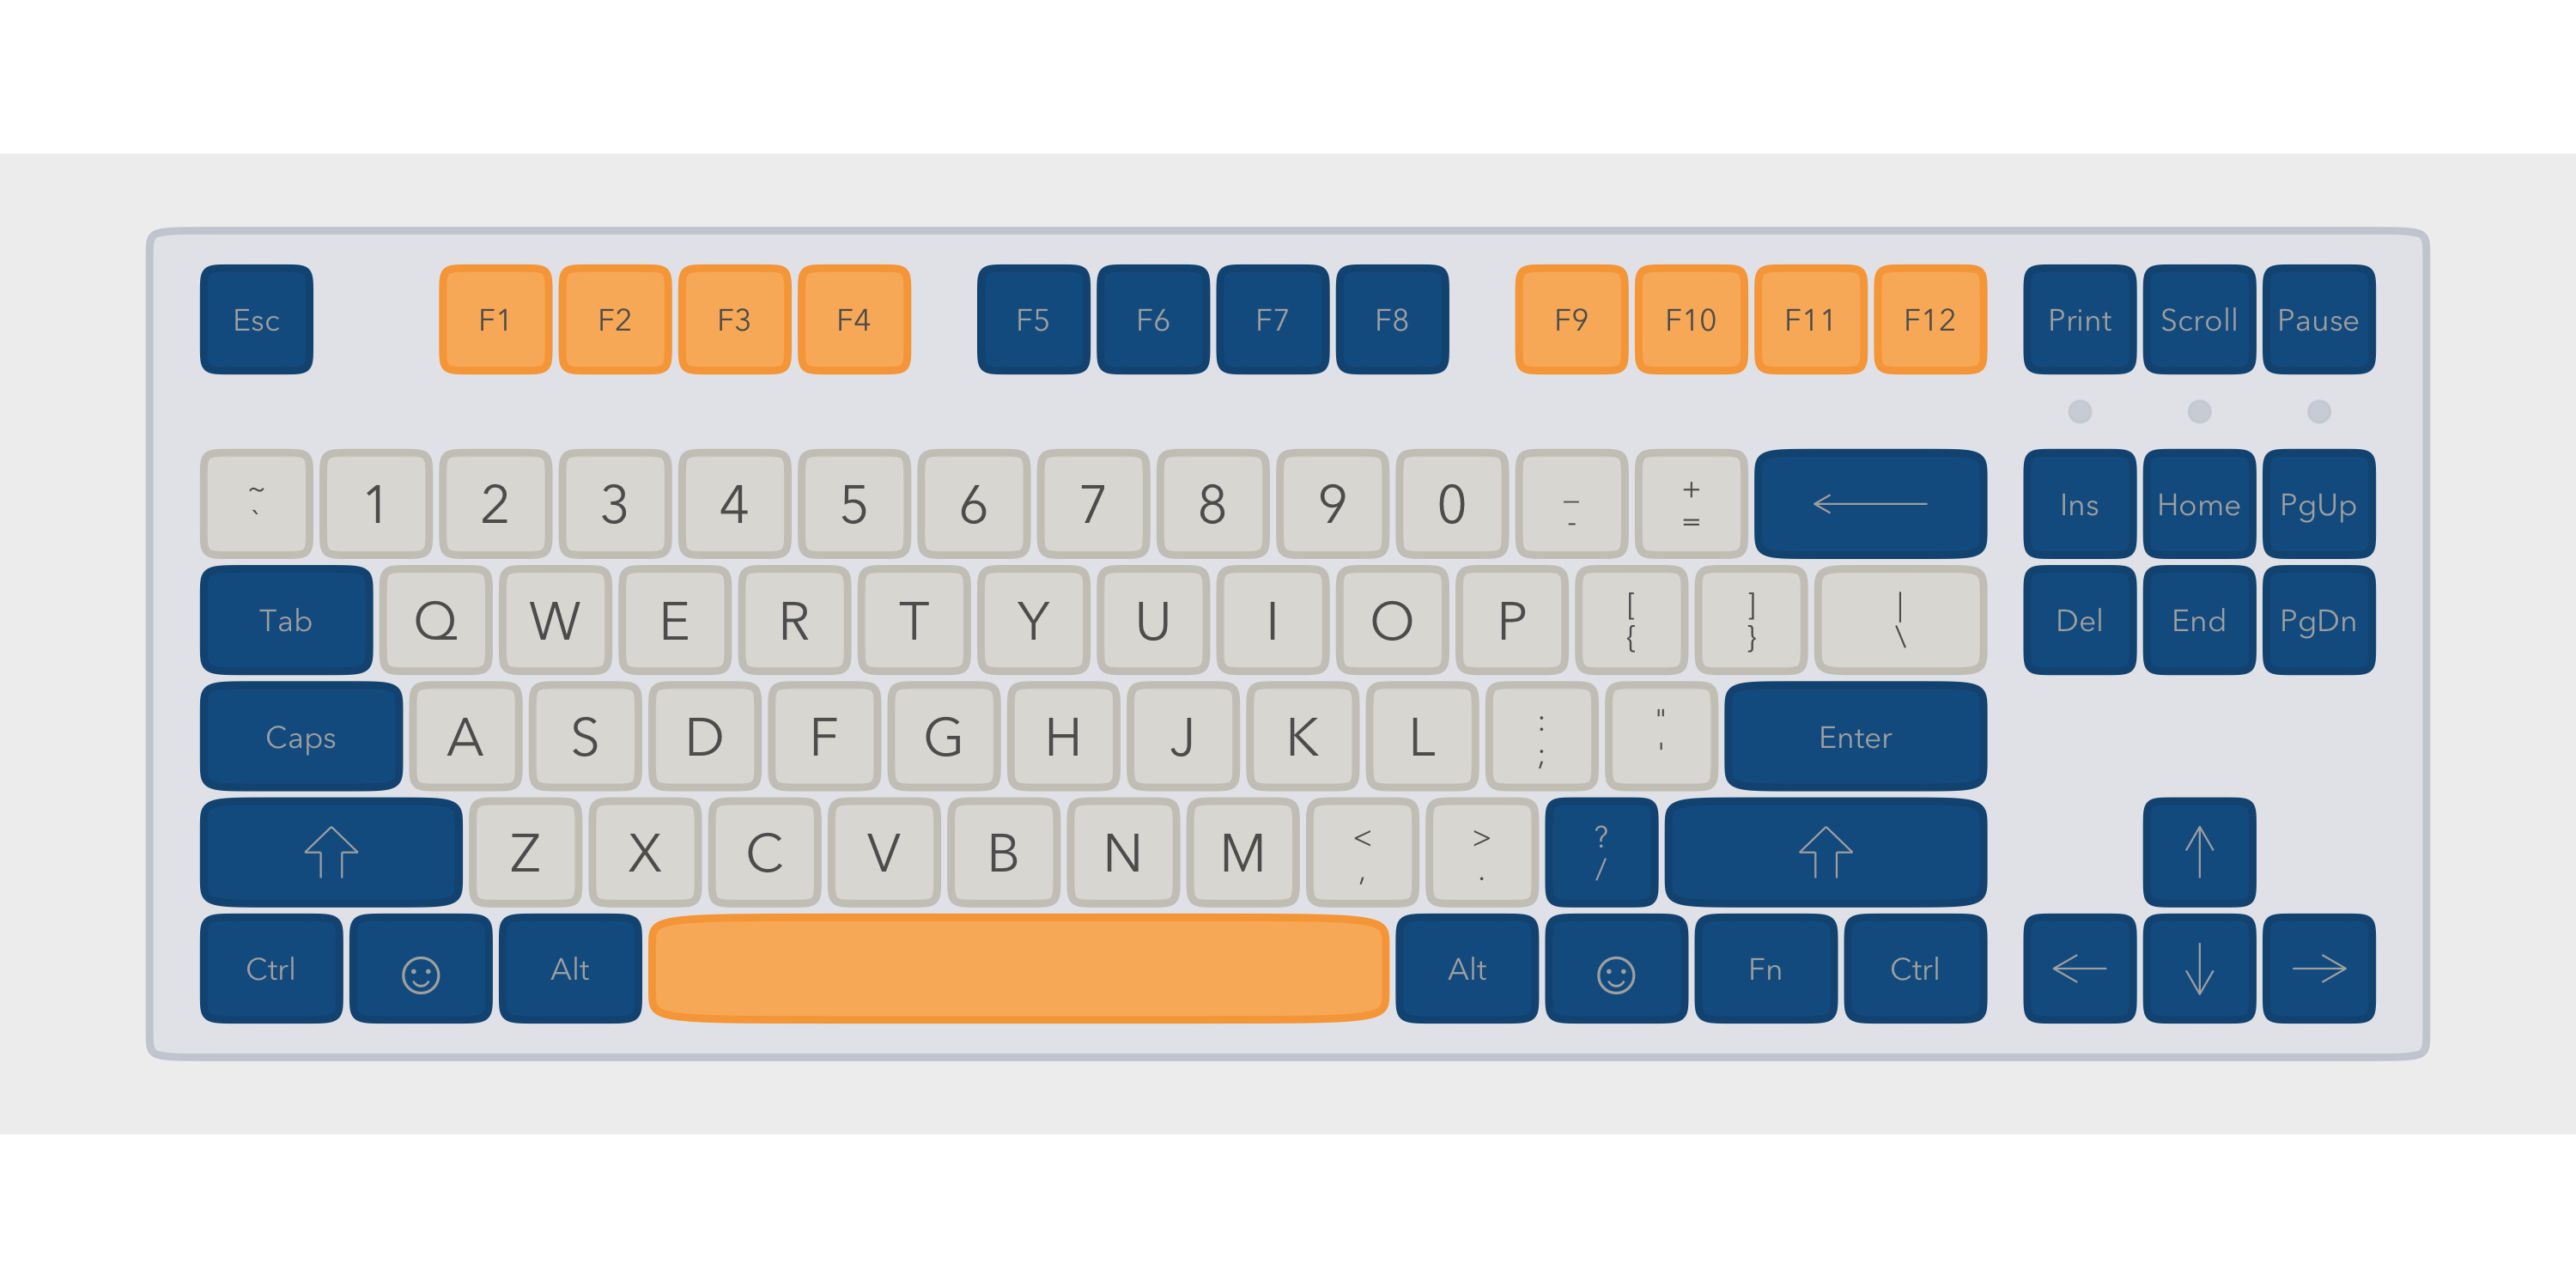 Esc F1 F2 F3 F4 F5 F6 F7 F8 F9 F10 F11 F12 Print Scroll Pause
~ 1 2 3 4 5 6 7 8 9 0 _ + ← Ins Home PgUp
` - =
Tab Q W E R T Y U I O P [ ] | Del End PgDn
{ } \
Caps A S D F G H J K L : " Enter
; '
⇧ Z X C V B N M < > ? ⇧ ↑
, . /
Ctrl ☺ Alt Alt ☺ Fn Ctrl ← ↓ →